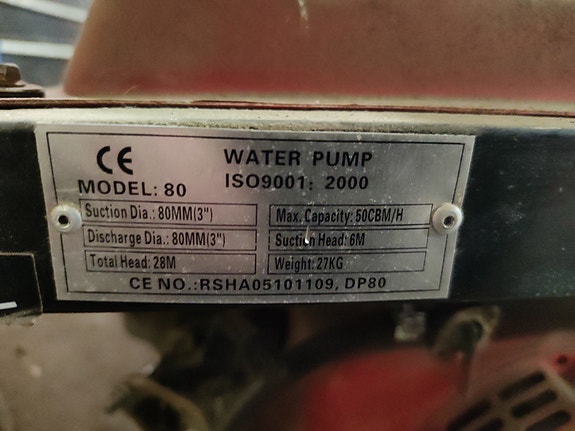 CE WATER PUMP
MODEL: 80 ISO9001: 2000
Suction Dia.: 80MM(3") Max. Capacity: 50CBM/H
Discharge Dia.: 80MM(3") Suction Head: 6M
Total Head: 28M Weight: 27KG
CE NO.: RSHA05101109, DP80